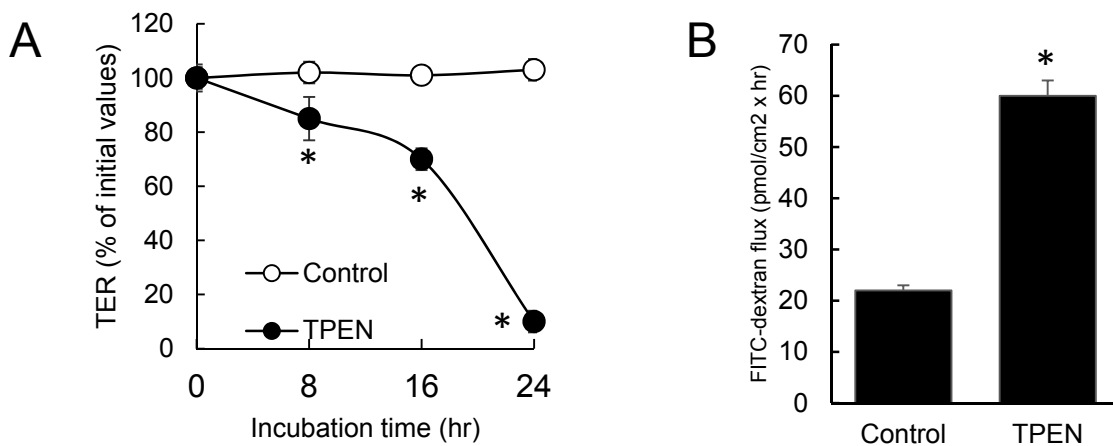 A
TER (% of initial values)
120
100
80
60
40
20
0
*
*
*
Control
TPEN
0
8
16
24
Incubation time (hr)
B
FITC-dextran flux (pmol/cm2 x hr)
70
60
50
40
30
20
10
0
*
Control
TPEN